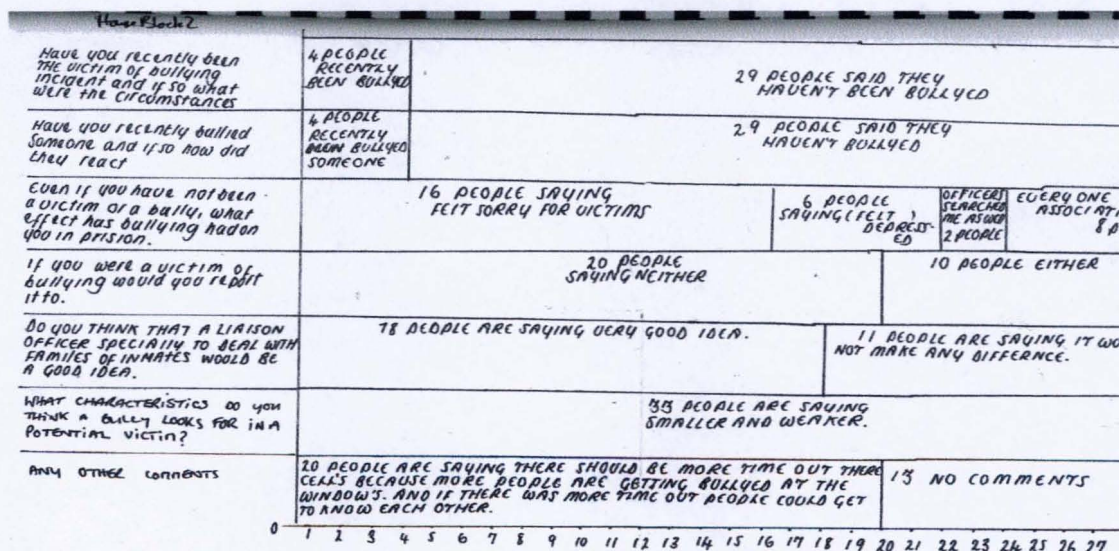 House Block 2
Have you recently been
the victim of bullying
incident and if so what
were the circumstances
4 PEOPLE
RECENTLY
BEEN BULLYED
29 PEOPLE SAID THEY
HAVEN'T BEEN BULLYED
Have you recently bullied
Someone and if so how did
they react
4 PEOPLE
RECENTLY
BULLYED
SOMEONE
29 PEOPLE SAID THEY
HAVEN'T BULLYED
Even if you have not been
a victim or a bully, what
effect has bullying had on
you in prision.
16 PEOPLE SAYING
FELT SORRY FOR VICTIMS
6 PEOPLE
SAYING I FELT
DEPRESS-
ED
OFFICERS
SEARCHED
ME ASWELL
2 PEOPLE
EVERYONE
ASSOCIAT
8 P
If you were a victim of
bullying would you report
it to.
20 PEOPLE
SAYING NEITHER
10 PEOPLE EITHER
DO YOU THINK THAT A LIAISON
OFFICER SPECIALLY TO DEAL WITH
FAMILES OF INMATES WOULD BE
A GOOD IDEA.
18 PEOPLE ARE SAYING VERY GOOD IDEA.
11 PEOPLE ARE SAYING IT WO
NOT MAKE ANY DIFFERNCE.
WHAT CHARACTERISTICS DO YOU
THINK A BULLY LOOKS FOR IN A
POTENTIAL VICTIM?
33 PEOPLE ARE SAYING
SMALLER AND WEAKER.
ANY OTHER COMMENTS
20 PEOPLE ARE SAYING THERE SHOULD BE MORE TIME OUT THERE
CELL'S BECAUSE MORE PEOPLE ARE GETTING BULLYED AT THE
WINDOW'S. AND IF THERE WAS MORE TIME OUT PEOPLE COULD GET
TO KNOW EACH OTHER.
13 NO COMMENTS
0 1 2 3 4 5 6 7 8 9 10 11 12 13 14 15 16 17 18 19 20 21 22 23 24 25 26 27